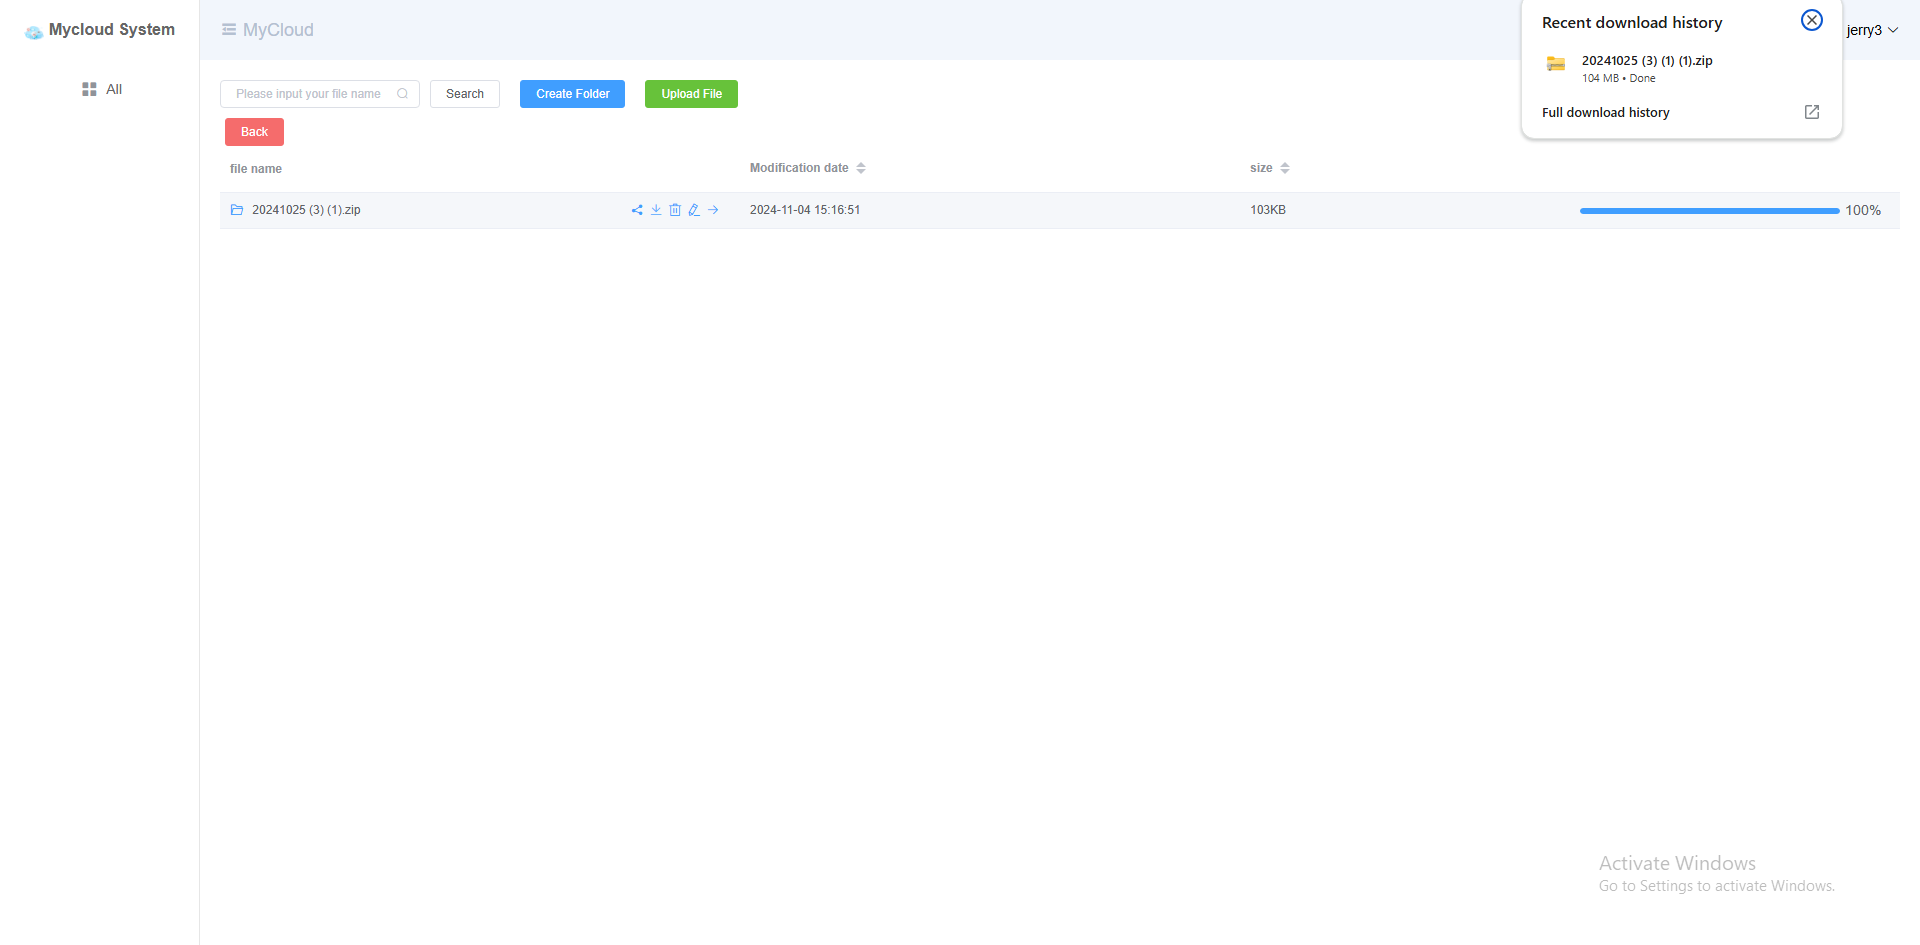 Mycloud System
MyCloud
Recent download history
jerry3
20241025 (3) (1) (1).zip
104 MB • Done
Full download history
All
Please input your file name
Search
Create Folder
Upload File
Back
file name
Modification date
size
20241025 (3) (1).zip
2024-11-04 15:16:51
103KB
100%
Activate Windows
Go to Settings to activate Windows.